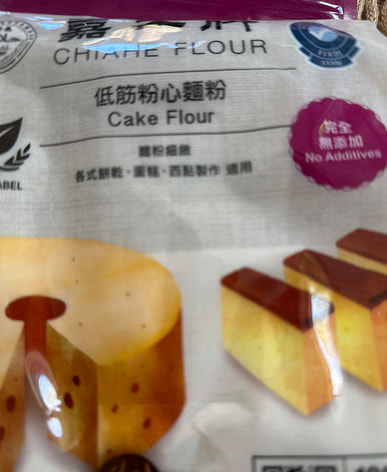 CHIAHE FLOUR
低筋粉心麵粉
Cake Flour
完全
無添加
No Additives
麵粉細緻
各式餅乾、蛋糕、西點製作 適用